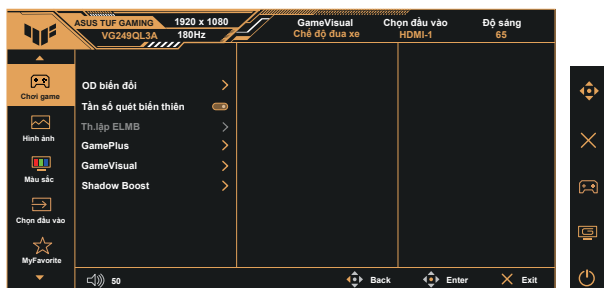 ASUS TUF GAMING 1920 x 1080
VG249QL3A 180Hz
GameVisual
Chế độ đua xe
Chọn đầu vào
HDMI-1
Độ sáng
65
Chơi game
Hình ảnh
Màu sắc
Chọn đầu vào
MyFavorite
OD biến đổi
Tần số quét biến thiên
Th.lập ELMB
GamePlus
GameVisual
Shadow Boost
50
Back
Enter
Exit